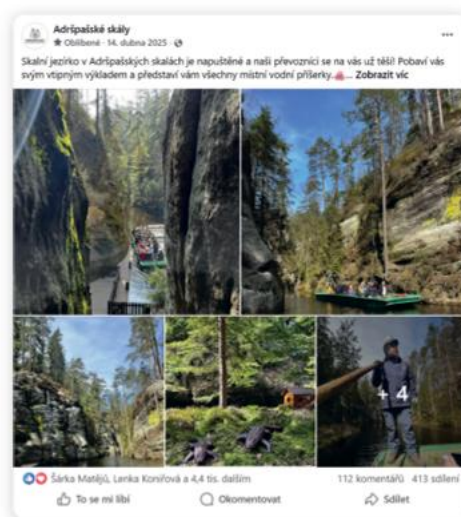 Adršpašské skály
Oblíbené · 14. dubna 2025 ·
Skalní jezírko v Adršpašských skalách je napuštěné a naši převozníci se na vás už těší! Pobaví vás
svým vtipným výkladem a představí vám všechny místní vodní příšerky.... Zobrazit víc
+ 4
Šárka Matějů, Lenka Konířová a 4,4 tis. dalším
112 komentářů 413 sdílení
To se mi líbí
Okomentovat
Sdílet